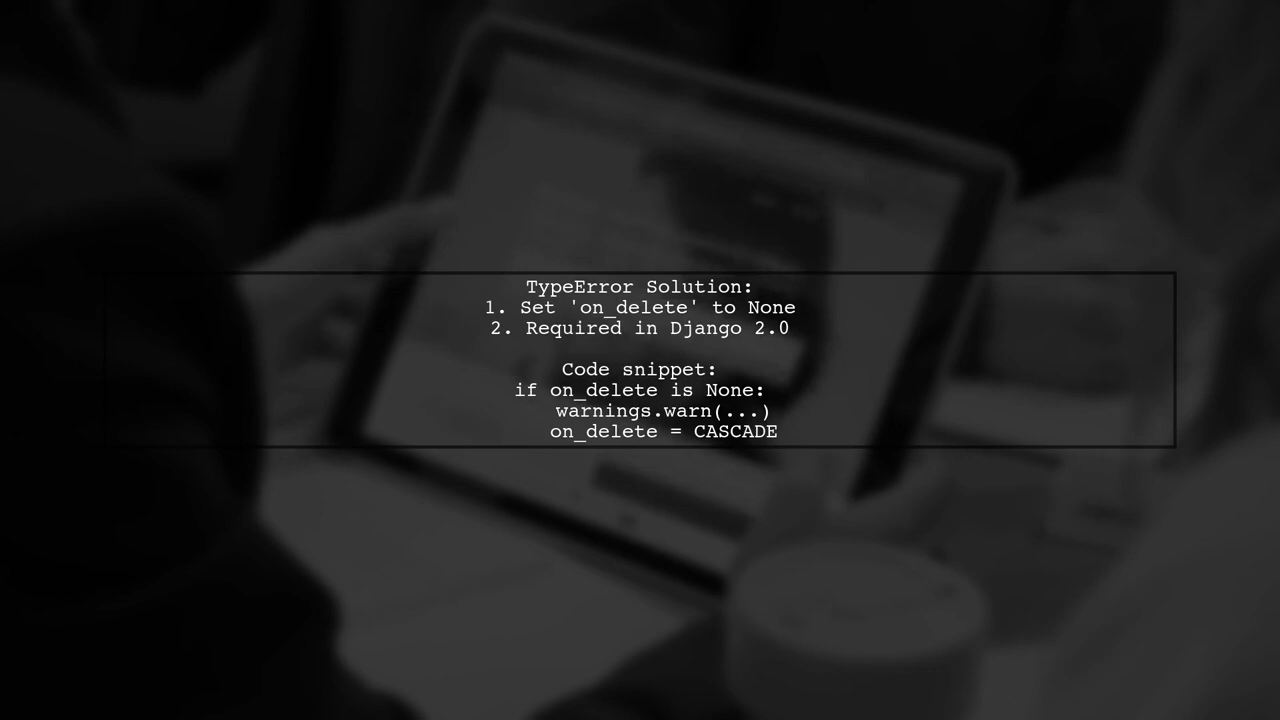 TypeError Solution:
1. Set 'on_delete' to None
2. Required in Django 2.0
Code snippet:
if on_delete is None:
    warnings.warn(...)
    on_delete = CASCADE